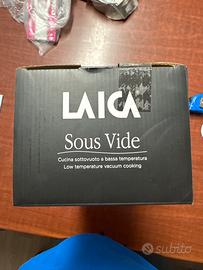 LAICA
Sous Vide
Cucina sottovuoto a bassa temperatura
Low temperature vacuum cooking
subito